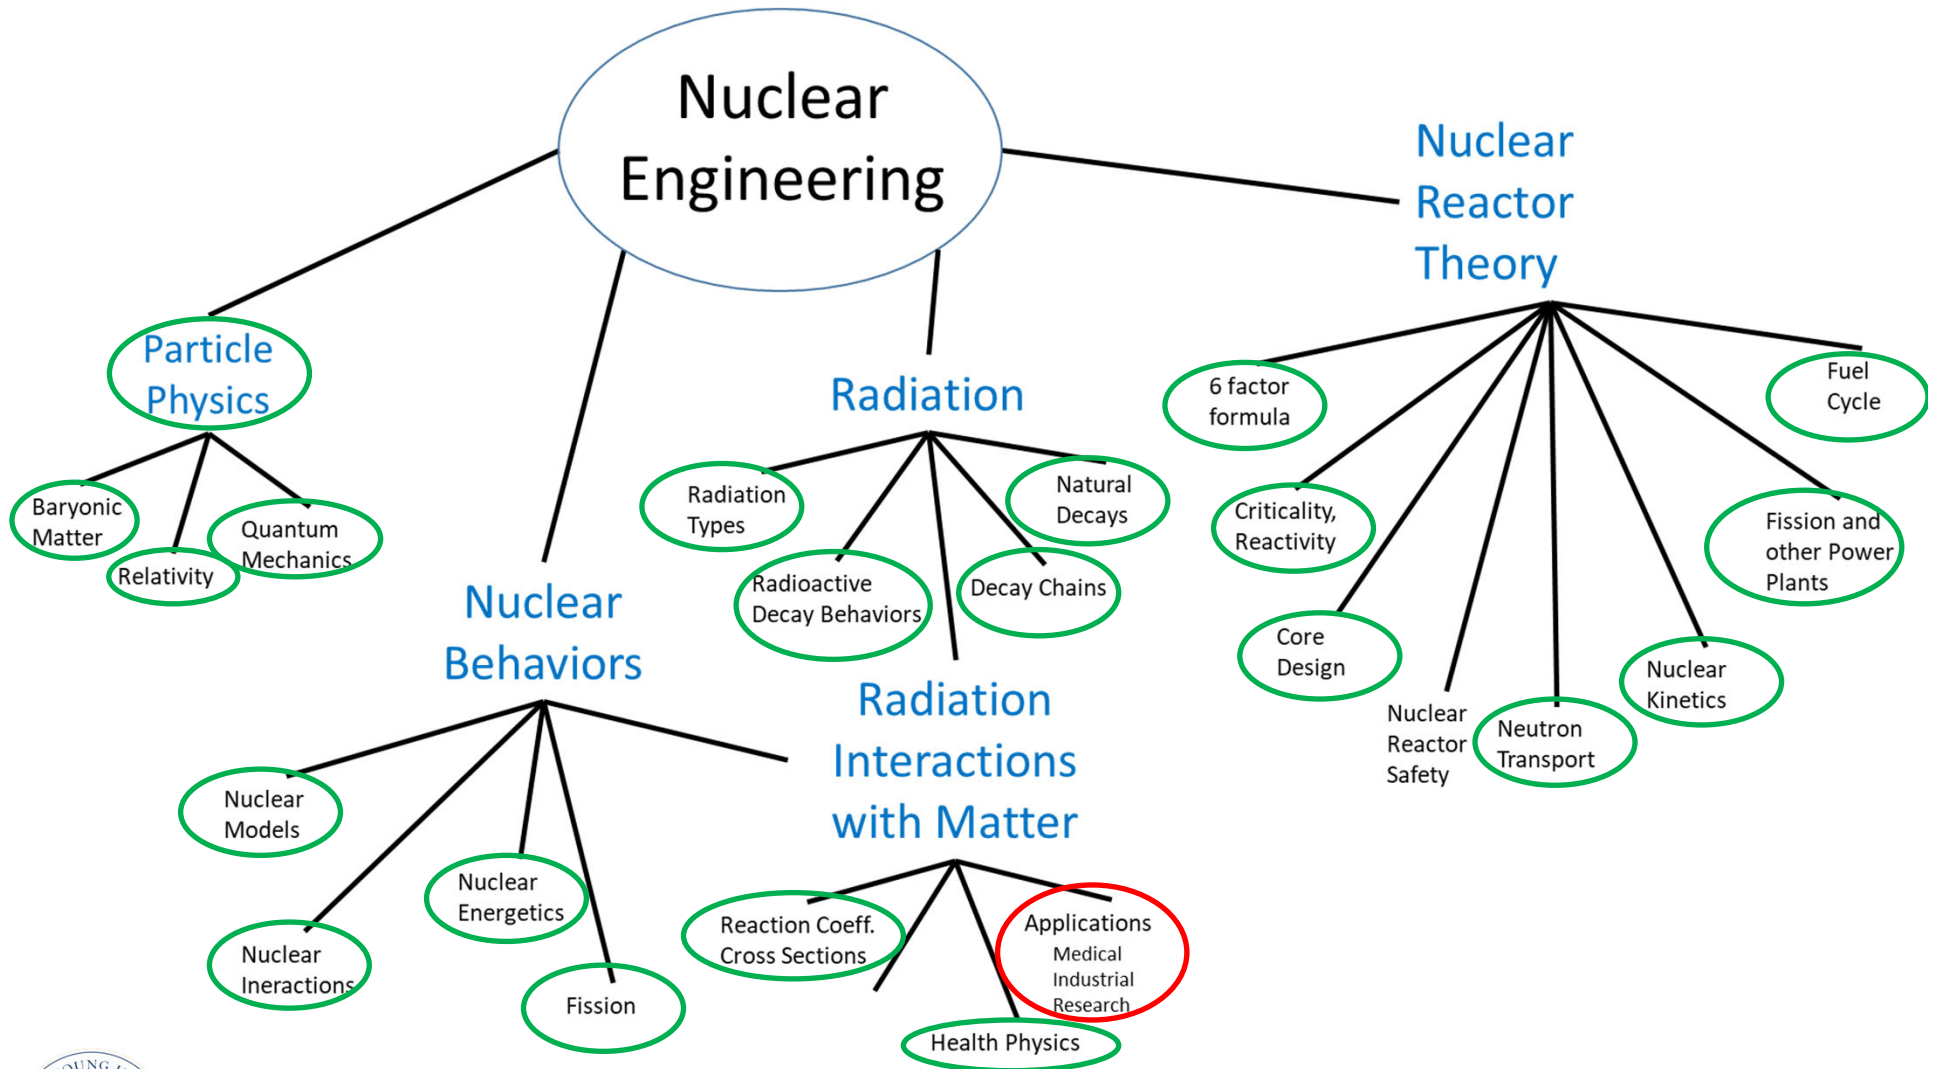 Nuclear
Engineering
Nuclear
Reactor
Theory
Particle
Physics
Baryonic
Matter
Relativity
Quantum
Mechanics
Nuclear
Behaviors
Nuclear
Models
Nuclear
Ineractions
Nuclear
Energetics
Fission
Radiation
Radiation
Types
Radioactive
Decay Behaviors
Decay Chains
Natural
Decays
Radiation
Interactions
with Matter
Reaction Coeff.
Cross Sections
Health Physics
Applications
Medical
Industrial
Research
6 factor
formula
Criticality,
Reactivity
Core
Design
Nuclear
Reactor
Safety
Neutron
Transport
Nuclear
Kinetics
Fission and
other Power
Plants
Fuel
Cycle